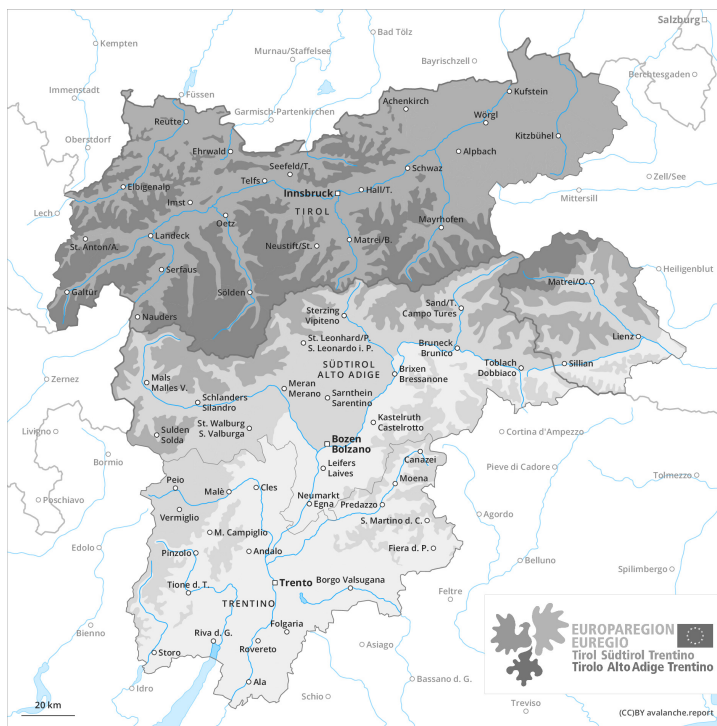 Salzburg
Kempten
Bad Tölz
Murnau/Staffelsee
Bayrischzell
Berchtesgaden
Immenstadt
Füssen
Kufstein
Achenkirch
Garmisch-Partenkirchen
Reutte
Wörgl
Oberstdorf
Ehrwald
Kitzbühel
Alpbach
Seefeld/T.
Schwaz
Zell/See
Telfs
Elbigenalp
Innsbruck
Hall/T.
Mittersill
Imst
Lech
TIROL
Oetz
Mayrhofen
St. Anton/A.
Landeck
Neustift/St.
Matrei/B.
Serfaus
Heiligenblut
Galtür
Sölden
Matrei/O.
Nauders
Sterzing
Vipiteno
Sand/T.
Campo Tures
St. Leonhard/P.
S. Leonardo i. P.
Lienz
Bruneck
Brunico
Toblach
Dobbiaco
Sillian
SÜDTIROL
ALTO ADIGE
Brixen
Bressanone
Zernez
Mals
Malles V.
Meran
Merano
Sarnthein
Sarentino
Schlanders
Silandro
Kastelruth
Castelrotto
St. Walburg
S. Valburga
Livigno
Sulden
Solda
Bozen
Bolzano
Cortina d'Ampezzo
Bormio
Canazei
Leifers
Laives
Pieve di Cadore
Tolmezzo
Peio
Moena
Poschiavo
Malè
Cles
Neumarkt
Egna
Predazzo
Vermiglio
S. Martino d. C.
Agordo
M. Campiglio
Edolo
Pinzolo
Andalo
Fiera d. P.
Belluno
Spilimbergo
Tione d. T.
Trento
Borgo Valsugana
Feltre
TRENTINO
Bienno
Folgaria
Riva d. G.
Rovereto
Asiago
Storo
Ala
Idro
Bassano d. G.
Schio
Treviso
EUROPAREGION
EUREGIO
Tirol Südtirol Trentino
Tirolo Alto Adige Trentino
20 km
(CC)BY avalanche.report